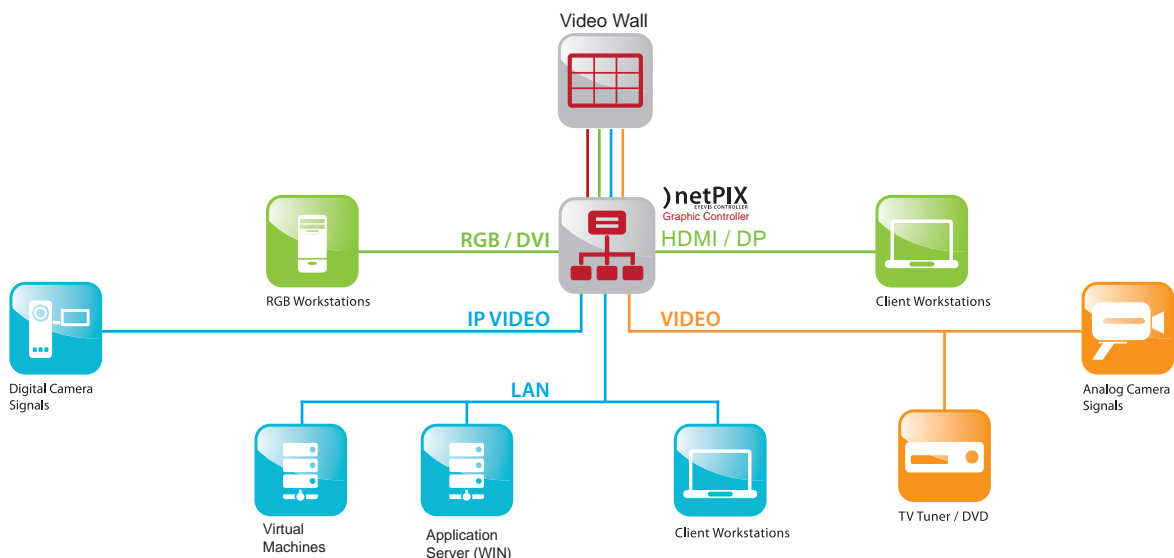 Video Wall
netPIX
EYEVIS CONTROLLER
Graphic Controller
RGB / DVI
HDMI / DP
RGB Workstations
Client Workstations
IP VIDEO
VIDEO
Digital Camera
Signals
LAN
Analog Camera
Signals
Virtual
Machines
Application
Server (WIN)
Client Workstations
TV Tuner / DVD